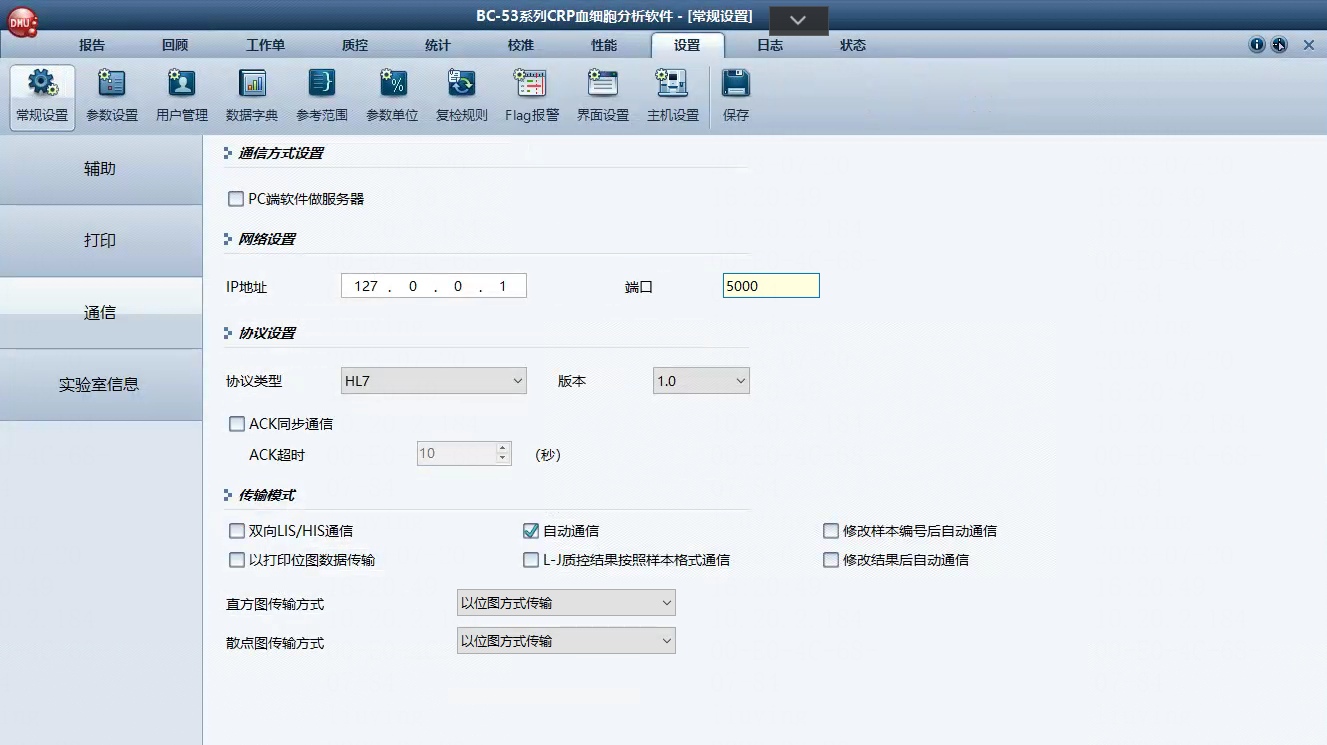 BC-53系列CRP血细胞分析软件 - [常规设置]
DMU
报告 回顾 工作单 质控 统计 校准 性能 设置 日志 状态
常规设置 参数设置 用户管理 数据字典 参考范围 参数单位 复检规则 Flag报警 界面设置 主机设置 保存
辅助
打印
通信
实验室信息
通信方式设置
PC端软件做服务器
网络设置
IP地址 127 . 0 . 0 . 1 端口 5000
协议设置
协议类型 HL7 版本 1.0
ACK同步通信
ACK超时 10 (秒)
传输模式
双向LIS/HIS通信 自动通信 修改样本编号后自动通信
以打印位图数据传输 L-J质控结果按照样本格式通信 修改结果后自动通信
直方图传输方式 以位图方式传输
散点图传输方式 以位图方式传输